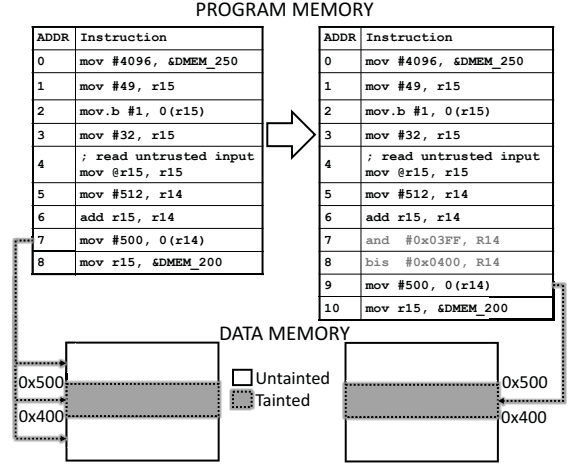 PROGRAM MEMORY
ADDR Instruction
0 mov #4096, &DMEM_250
1 mov #49, r15
2 mov.b #1, 0(r15)
3 mov #32, r15
4 ; read untrusted input
mov @r15, r15
5 mov #512, r14
6 add r15, r14
7 mov #500, 0(r14)
8 mov r15, &DMEM_200
ADDR Instruction
0 mov #4096, &DMEM_250
1 mov #49, r15
2 mov.b #1, 0(r15)
3 mov #32, r15
4 ; read untrusted input
mov @r15, r15
5 mov #512, r14
6 add r15, r14
7 and #0x03FF, R14
8 bis #0x0400, R14
9 mov #500, 0(r14)
10 mov r15, &DMEM_200
DATA MEMORY
0x500
0x400
Untainted
Tainted
0x500
0x400